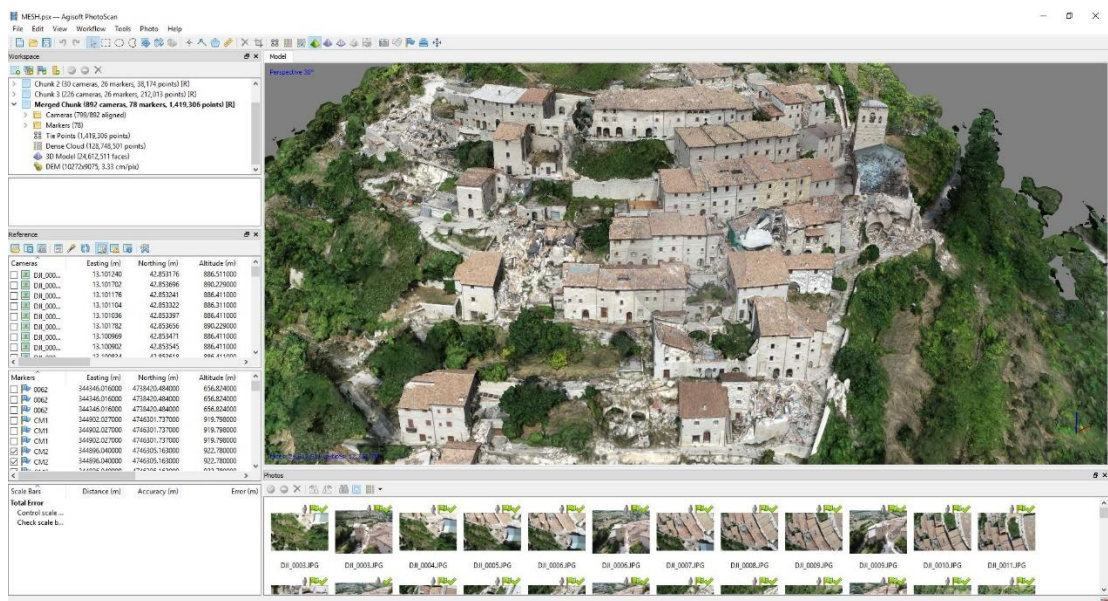 MESH.psx — Agisoft PhotoScan
File Edit View Workflow Tools Photo Help
Workspace
Model
Chunk 2 (30 cameras, 26 markers, 38,174 points) [R]
Chunk 3 (226 cameras, 26 markers, 212,013 points) [R]
Merged Chunk (892 cameras, 78 markers, 1,419,306 points) [R]
Cameras (799/892 aligned)
Markers (78)
Tie Points (1,419,306 points)
Dense Cloud (128,748,501 points)
3D Model (24,612,511 faces)
DEM (10272x9075, 3.33 cm/pix)
Perspective 30°
Reference
Cameras Easting (m) Northing (m) Altitude (m)
DJI_000... 13.101240 42.853176 886.511000
DJI_000... 13.101702 42.853696 890.229000
DJI_000... 13.101176 42.853241 886.411000
DJI_000... 13.101104 42.853322 886.311000
DJI_000... 13.101036 42.853397 886.411000
DJI_000... 13.101782 42.853656 890.229000
DJI_000... 13.100969 42.853471 886.411000
DJI_000... 13.100902 42.853545 886.411000
Markers Easting (m) Northing (m) Altitude (m)
0062 344346.016000 4738420.484000 656.824000
0062 344346.016000 4738420.484000 656.824000
0062 344346.016000 4738420.484000 656.824000
CM1 344902.027000 4746301.737000 919.798000
CM1 344902.027000 4746301.737000 919.798000
CM1 344902.027000 4746301.737000 919.798000
CM2 344896.040000 4746305.163000 922.780000
CM2 344896.040000 4746305.163000 922.780000
Scale Bars Distance (m) Accuracy (m) Error (m)
Total Error
Control scale ...
Check scale b...
Photos
DJI_0003.JPG DJI_0003.JPG DJI_0004.JPG DJI_0005.JPG DJI_0006.JPG DJI_0006.JPG DJI_0007.JPG DJI_0008.JPG DJI_0009.JPG DJI_0009.JPG DJI_0010.JPG DJI_0011.JPG